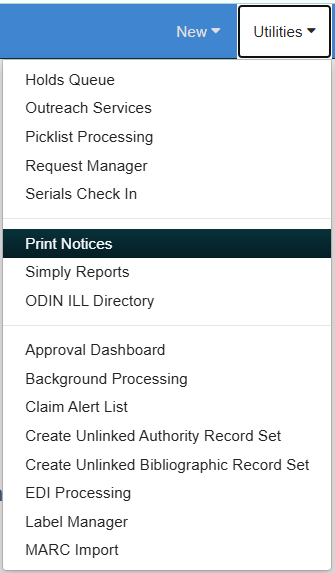 New
Utilities
Holds Queue
Outreach Services
Picklist Processing
Request Manager
Serials Check In
Print Notices
Simply Reports
ODIN ILL Directory
Approval Dashboard
Background Processing
Claim Alert List
Create Unlinked Authority Record Set
Create Unlinked Bibliographic Record Set
EDI Processing
Label Manager
MARC Import